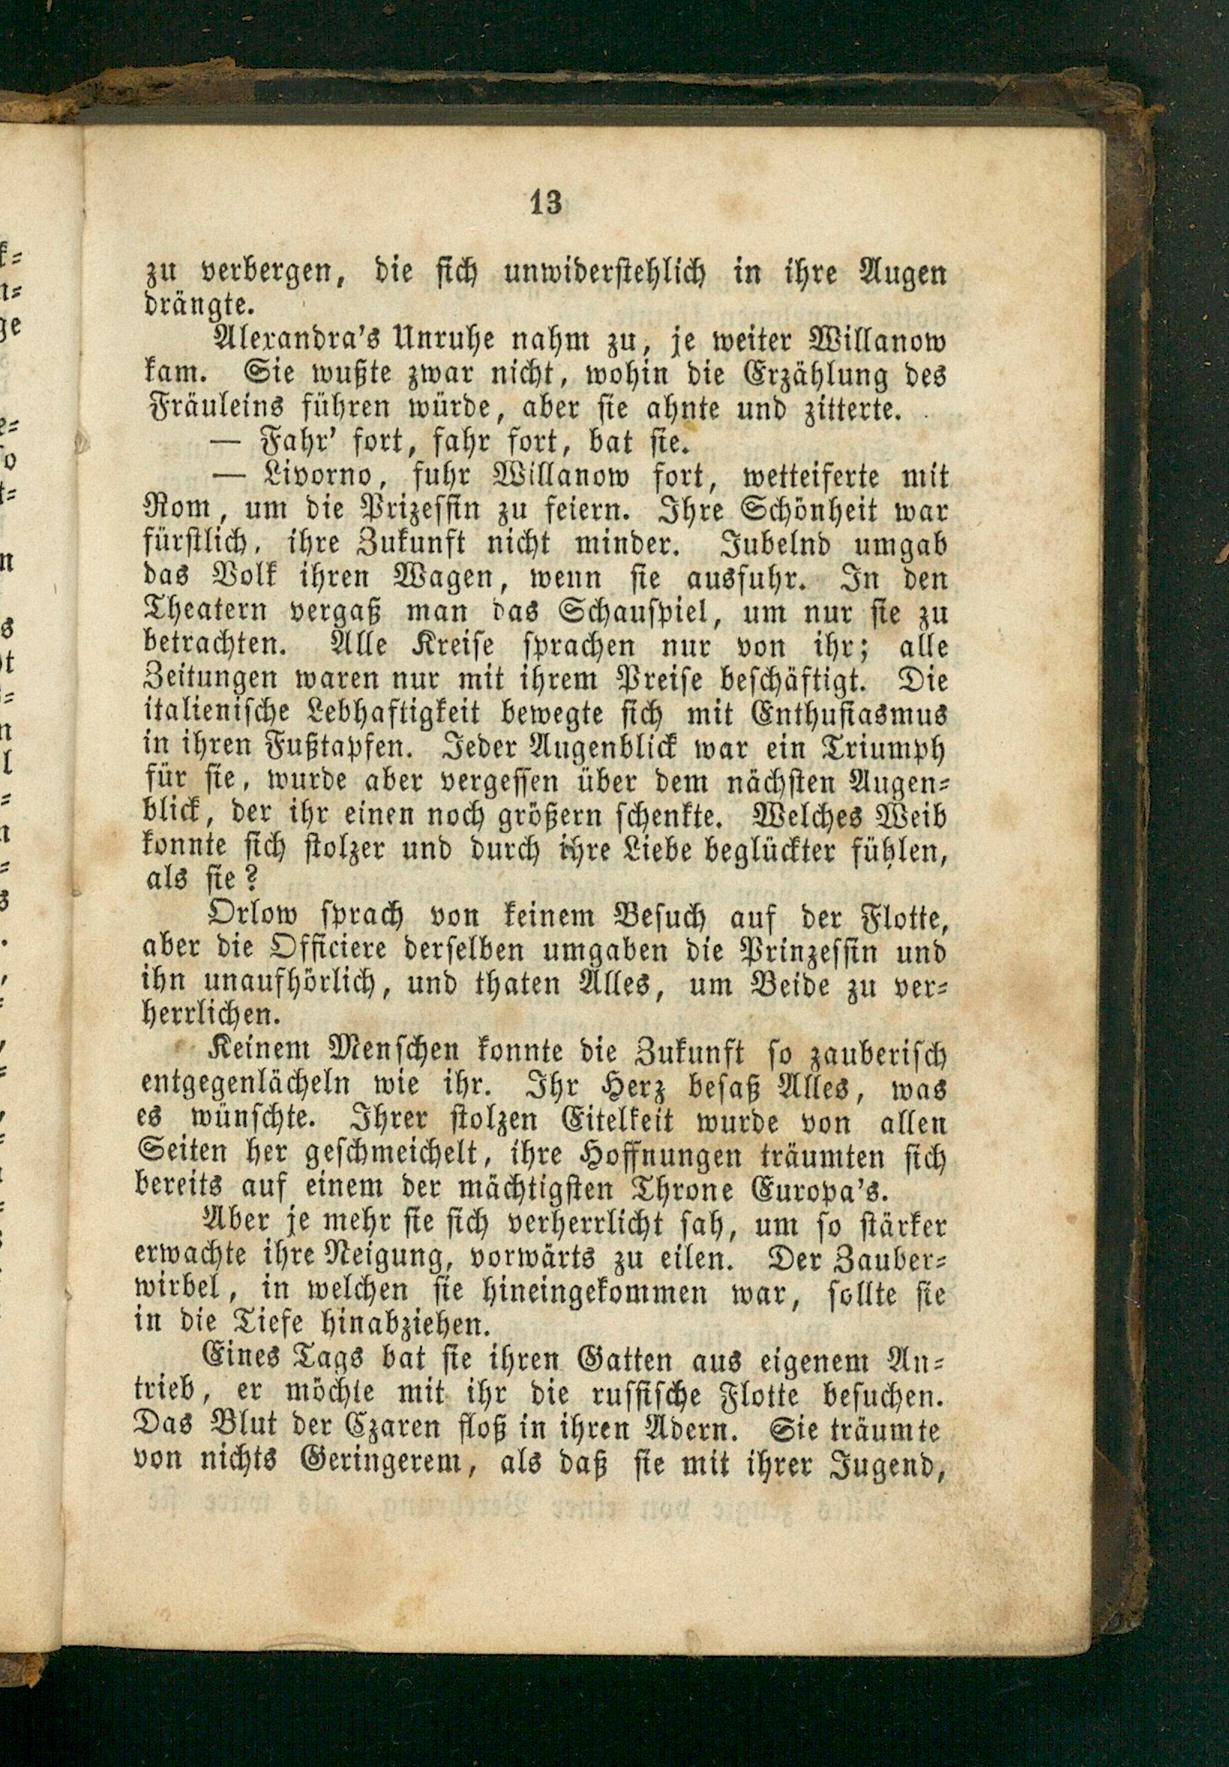 13
zu verbergen, die sich unwiderstehlich in ihre Augen
drängte.
Alexandra's Unruhe nahm zu, je weiter Willanow
kam. Sie wußte zwar nicht, wohin die Erzählung des
Fräuleins führen würde, aber sie ahnte und zitterte.
— Fahr' fort, fahr fort, bat sie.
— Livorno, fuhr Willanow fort, wetteiferte mit
Rom, um die Prizessin zu feiern. Ihre Schönheit war
fürstlich, ihre Zukunft nicht minder. Jubelnd umgab
das Volk ihren Wagen, wenn sie ausfuhr. In den
Theatern vergaß man das Schauspiel, um nur sie zu
betrachten. Alle Kreise sprachen nur von ihr; alle
Zeitungen waren nur mit ihrem Preise beschäftigt. Die
italienische Lebhaftigkeit bewegte sich mit Enthusiasmus
in ihren Fußtapfen. Jeder Augenblick war ein Triumph
für sie, wurde aber vergessen über dem nächsten Augen-
blick, der ihr einen noch größern schenkte. Welches Weib
konnte sich stolzer und durch ihre Liebe beglückter fühlen,
als sie?
Orlow sprach von keinem Besuch auf der Flotte,
aber die Officiere derselben umgaben die Prinzessin und
ihn unaufhörlich, und thaten Alles, um Beide zu ver-
herrlichen.
Keinem Menschen konnte die Zukunft so zauberisch
entgegenlächeln wie ihr. Ihr Herz besaß Alles, was
es wünschte. Ihrer stolzen Eitelkeit wurde von allen
Seiten her geschmeichelt, ihre Hoffnungen träumten sich
bereits auf einem der mächtigsten Throne Europa's.
Aber je mehr sie sich verherrlicht sah, um so stärker
erwachte ihre Neigung, vorwärts zu eilen. Der Zauber-
wirbel, in welchen sie hineingekommen war, sollte sie
in die Tiefe hinabziehen.
Eines Tags bat sie ihren Gatten aus eigenem An-
trieb, er möchte mit ihr die russische Flotte besuchen.
Das Blut der Czaren floß in ihren Adern. Sie träumte
von nichts Geringerem, als daß sie mit ihrer Jugend,